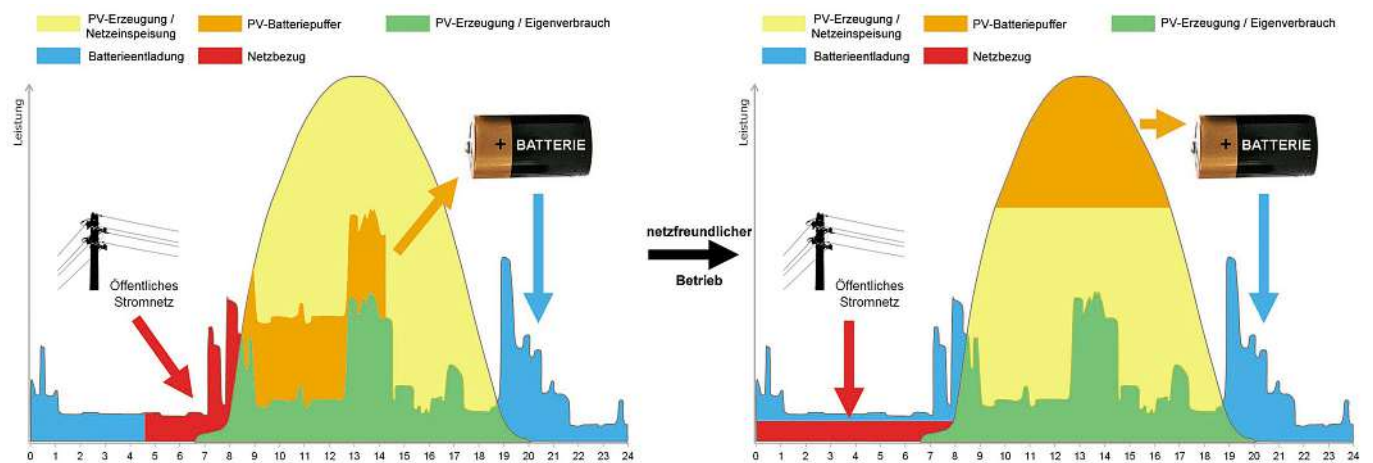 PV-Erzeugung /
Netzeinspeisung
PV-Batteriepuffer
PV-Erzeugung / Eigenverbrauch
Batterieentladung
Netzbezug
Leistung
+ BATTERIE
Öffentliches
Stromnetz
0 1 2 3 4 5 6 7 8 9 10 11 12 13 14 15 16 17 18 19 20 21 22 23 24
netzfreundlicher
Betrieb
PV-Erzeugung /
Netzeinspeisung
PV-Batteriepuffer
PV-Erzeugung / Eigenverbrauch
Batterieentladung
Netzbezug
Leistung
+ BATTERIE
Öffentliches
Stromnetz
0 1 2 3 4 5 6 7 8 9 10 11 12 13 14 15 16 17 18 19 20 21 22 23 24